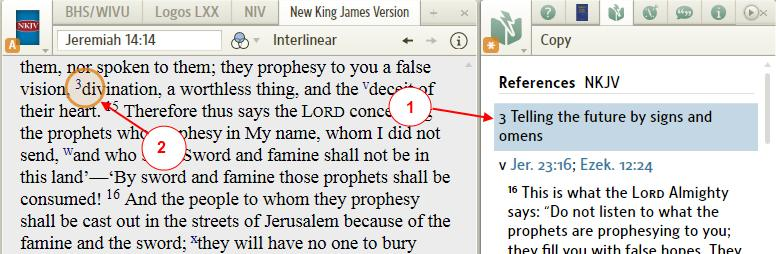 BHS/WIVU Logos LXX NIV New King James Version
NKJV
A
Jeremiah 14:14 Interlinear
them, nor spoken to them; they prophesy to you a false
vision, 3divination, a worthless thing, and the vdeceit of
their heart. 15 Therefore thus says the LORD
the prophets who prophesy in My name, whom I did not
send, wand who Sword and famine shall not be in
this land’—‘By sword and famine those prophets shall be
consumed! 16 And the people to whom they prophesy
shall be cast out in the streets of Jerusalem because of the
famine and the sword; xthey will have no one to bury
1
2
Copy
References NKJV
3 Telling the future by signs and
omens
v Jer. 23:16; Ezek. 12:24
16 This is what the LORD Almighty
says: “Do not listen to what the
prophets are prophesying to you;
they fill you with false hopes. They